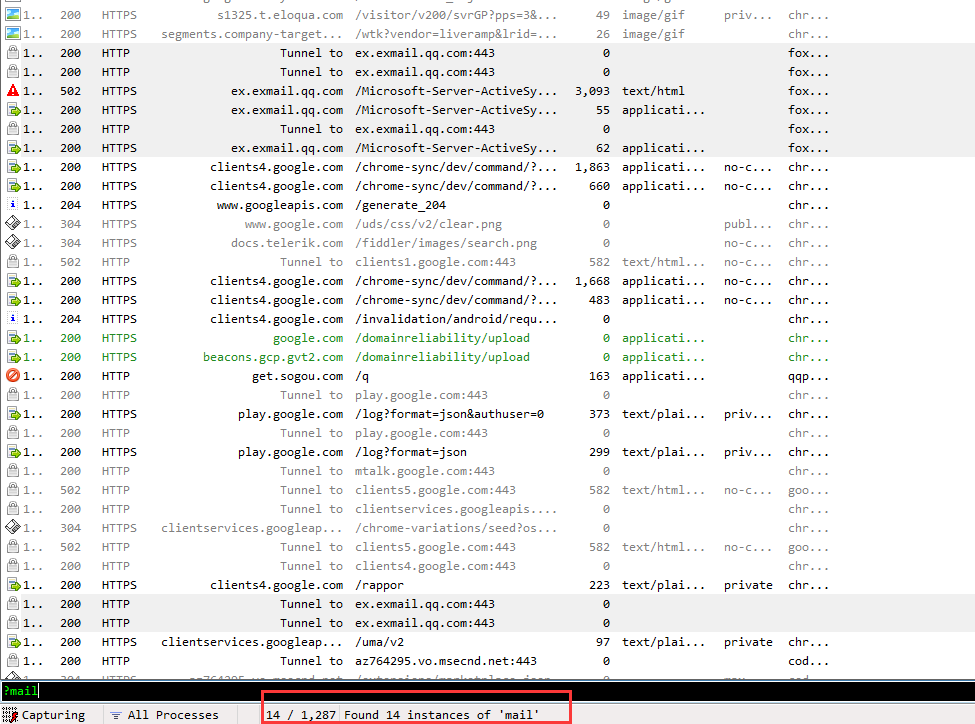 1.. 200 HTTPS s1325.t.eloqua.com /visitor/v200/svrGP?pps=3&... 49 image/gif priv... chr...
1.. 200 HTTPS segments.company-target... /wtk?vendor=liveramp&lrid=... 26 image/gif chr...
1.. 200 HTTP Tunnel to ex.exmail.qq.com:443 0 fox...
1.. 200 HTTP Tunnel to ex.exmail.qq.com:443 0 fox...
1.. 502 HTTP ex.exmail.qq.com /Microsoft-Server-ActiveSy... 3,093 text/html fox...
1.. 200 HTTPS ex.exmail.qq.com /Microsoft-Server-ActiveSy... 55 applicati... fox...
1.. 200 HTTP Tunnel to ex.exmail.qq.com:443 0 fox...
1.. 200 HTTPS ex.exmail.qq.com /Microsoft-Server-ActiveSy... 62 applicati... fox...
1.. 200 HTTPS clients4.google.com /chrome-sync/dev/command/?... 1,863 applicati... no-c... chr...
1.. 200 HTTPS clients4.google.com /chrome-sync/dev/command/?... 660 applicati... no-c... chr...
1.. 204 HTTP www.googleapis.com /generate_204 0 chr...
1.. 304 HTTPS www.google.com /uds/css/v2/clear.png 0 publ... chr...
1.. 304 HTTPS docs.telerik.com /fiddler/images/search.png 0 no-c... chr...
1.. 502 HTTP Tunnel to clients1.google.com:443 582 text/html... no-c... chr...
1.. 200 HTTPS clients4.google.com /chrome-sync/dev/command/?... 1,668 applicati... no-c... chr...
1.. 200 HTTPS clients4.google.com /chrome-sync/dev/command/?... 483 applicati... no-c... chr...
1.. 204 HTTPS clients4.google.com /invalidation/android/requ... 0 chr...
1.. 200 HTTPS google.com /domainreliability/upload 0 applicati... chr...
1.. 200 HTTPS beacons.gcp.gvt2.com /domainreliability/upload 0 applicati... chr...
1.. 200 HTTP get.sogou.com /q 163 applicati... qqp...
1.. 200 HTTP Tunnel to play.google.com:443 0 chr...
1.. 200 HTTPS play.google.com /log?format=json&authuser=0 373 text/plai... priv... chr...
1.. 200 HTTP Tunnel to play.google.com:443 0 chr...
1.. 200 HTTPS play.google.com /log?format=json 299 text/plai... priv... chr...
1.. 200 HTTP Tunnel to mtalk.google.com:443 0 chr...
1.. 502 HTTP Tunnel to clients5.google.com:443 582 text/html... no-c... goo...
1.. 200 HTTP Tunnel to clientservices.googleapis.... 0 chr...
1.. 304 HTTPS clientservices.googleap... /chrome-variations/seed?os... 0 chr...
1.. 502 HTTP Tunnel to clients5.google.com:443 582 text/html... no-c... goo...
1.. 200 HTTP Tunnel to clients4.google.com:443 0 chr...
1.. 200 HTTPS clients4.google.com /rappor 223 text/plai... private chr...
1.. 200 HTTP Tunnel to ex.exmail.qq.com:443 0
1.. 200 HTTP Tunnel to ex.exmail.qq.com:443 0
1.. 200 HTTPS clientservices.googleap... /uma/v2 97 text/plai... private chr...
1.. 200 HTTP Tunnel to az764295.vo.msecnd.net:443 0 cod...
?mail
Capturing All Processes 14 / 1,287 Found 14 instances of 'mail'